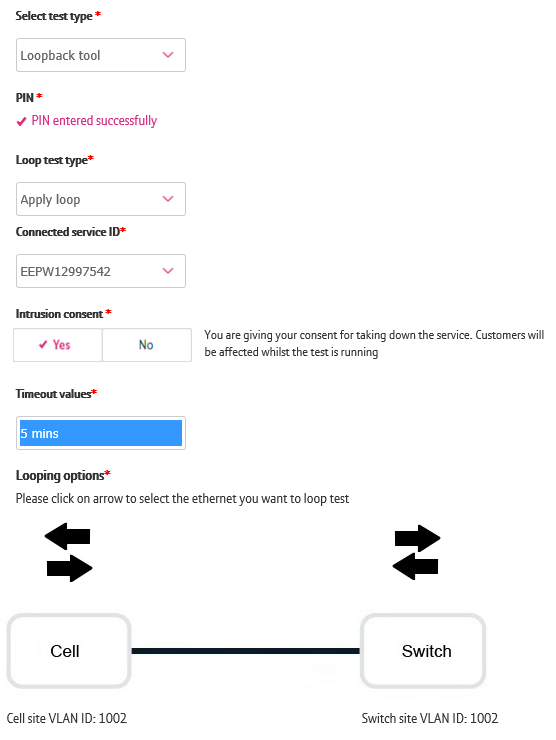 Select test type *
Loopback tool
PIN *
PIN entered successfully
Loop test type*
Apply loop
Connected service ID*
EEPW12997542
Intrusion consent *
Yes No
You are giving your consent for taking down the service. Customers will
be affected whilst the test is running
Timeout values*
5 mins
Looping options*
Please click on arrow to select the ethernet you want to loop test
Cell Switch
Cell site VLAN ID: 1002 Switch site VLAN ID: 1002